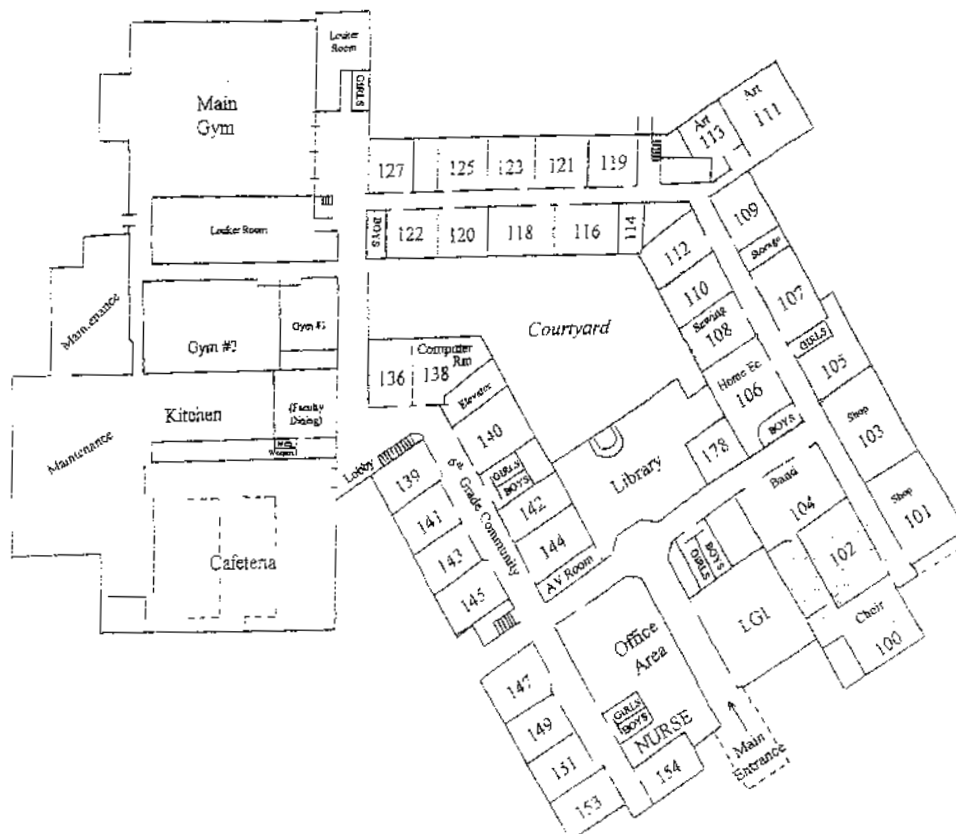 Locker
Room
GIRLS
Main
Gym
Art
111
Art
113
127
125
123
121
119
109
Storage
Locker Room
BOYS
122
120
118
116
114
112
110
Sewing
108
107
GIRLS
105
Maintenance
Gym #2
Courtyard
Computer
Rm
136
138
Elevator
Home Ec.
106
BOYS
Shop
103
Kitchen
(Faculty
Dining)
Maintenance
Lobby
139
140
GIRLS
BOYS
142
144
6th Grade Community
141
143
145
Library
178
Band
104
Shop
101
102
Cafeteria
AV Room
GIRLS
BOYS
LGI
Choir
100
Office
Area
147
149
151
153
GIRLS
BOYS
NURSE
154
Main
Entrance